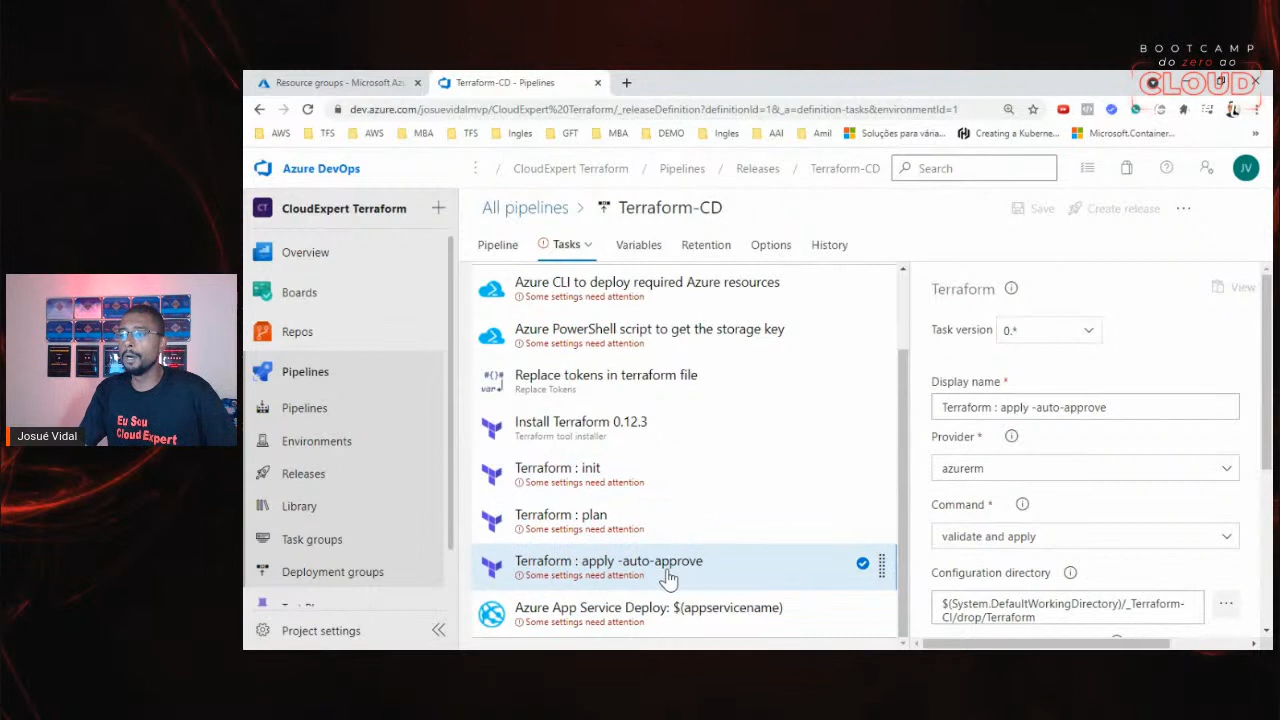 BOOTCAMP
do zero ao
CLOUD
Resource groups - Microsoft Az
Terraform-CD - Pipelines
dev.azure.com/josuevidalmvp/CloudExpert%20Terraform/_releaseDefinition?definitionId=1&_a=definition-tasks&environmentId=1
AWS
TFS
AWS
MBA
TFS
Ingles
GFT
MBA
DEMO
Ingles
AAI
Amil
Soluções para vária...
Creating a Kuberne...
Microsoft.Container...
»
Azure DevOps
/ CloudExpert Terraform / Pipelines / Releases / Terraform-CD
Search
JV
CT
CloudExpert Terraform
Overview
Boards
Repos
Pipelines
Pipelines
Environments
Releases
Library
Task groups
Deployment groups
Project settings
All pipelines > Terraform-CD
Save
Create release
Pipeline
Tasks
Variables
Retention
Options
History
Azure CLI to deploy required Azure resources
Some settings need attention
Azure PowerShell script to get the storage key
Some settings need attention
Replace tokens in terraform file
Replace Tokens
Install Terraform 0.12.3
Terraform tool installer
Terraform : init
Some settings need attention
Terraform : plan
Some settings need attention
Terraform : apply -auto-approve
Some settings need attention
Azure App Service Deploy: $(appservicename)
Some settings need attention
Terraform
View
Task version 0.*
Display name *
Terraform : apply -auto-approve
Provider *
azurerm
Command *
validate and apply
Configuration directory
$(System.DefaultWorkingDirectory)/_Terraform-
CI/drop/Terraform
Eu Sou
Cloud Expert
Josué Vidal